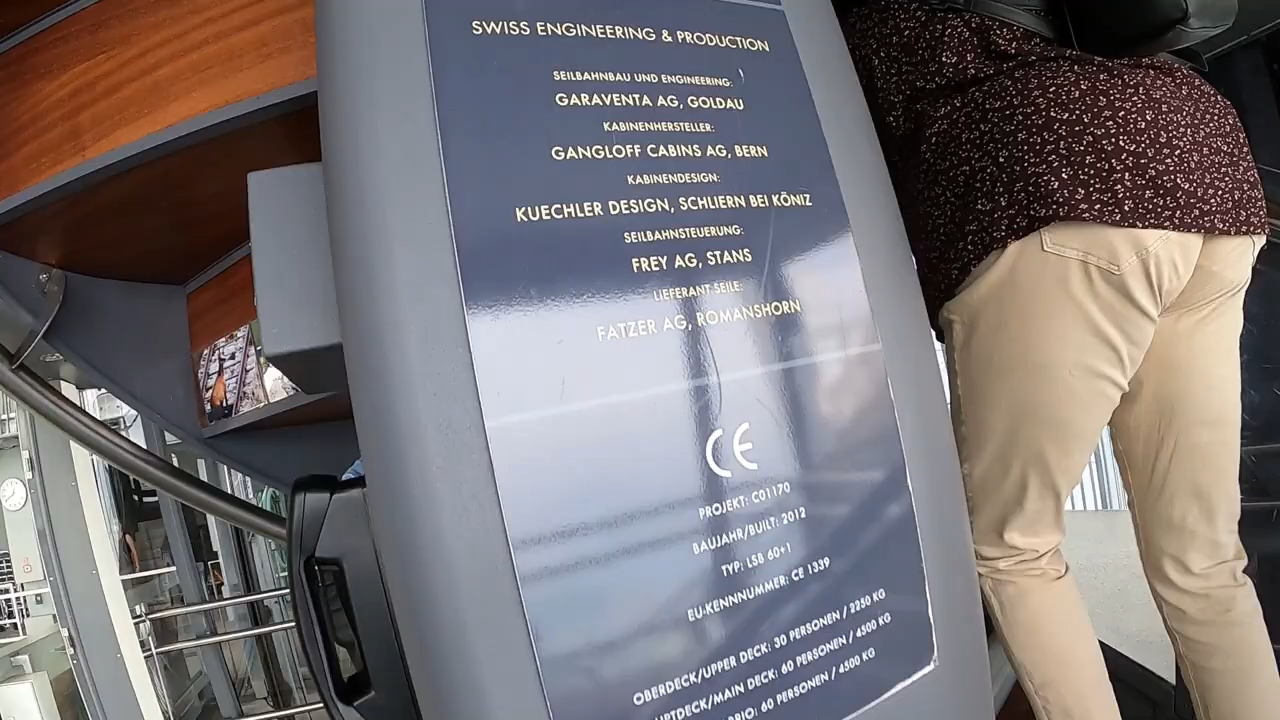 SWISS ENGINEERING & PRODUCTION
SEILBAHNBAU UND ENGINEERING:
GARAVENTA AG, GOLDAU
KABINENHERSTELLER:
GANGLOFF CABINS AG, BERN
KABINENDESIGN:
KUECHLER DESIGN, SCHLIERN BEI KÖNIZ
SEILBAHNSTEUERUNG:
FREY AG, STANS
LIEFERANT SEILE:
FATZER AG, ROMANSHORN
CE
PROJEKT: C01170
BAUJAHR/BUILT: 2012
TYP: LSB 60+1
EU-KENNNUMMER: CE 1339
OBERDECK/UPPER DECK: 30 PERSONEN / 2250 KG
UPTDECK/MAIN DECK: 60 PERSONEN / 4500 KG
BRIO: 60 PERSONEN / 4500 KG